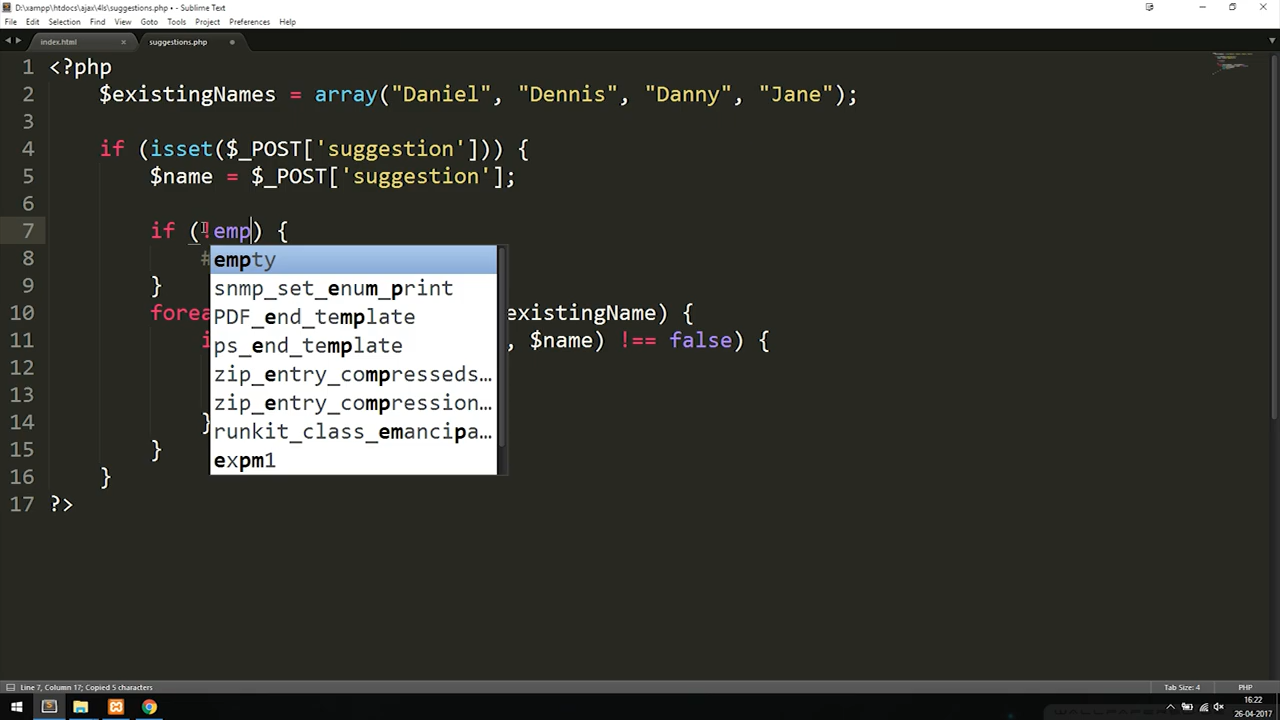 D:\xampp\htdocs\ajax\4ls\suggestions.php • - Sublime Text
File Edit Selection Find View Goto Tools Project Preferences Help
index.html × suggestions.php
1 <?php
2 $existingNames = array("Daniel", "Dennis", "Danny", "Jane");
3
4 if (isset($_POST['suggestion'])) {
5 $name = $_POST['suggestion'];
6
7 if (!emp) {
8 #
9 }
10 forea existingName) {
11 i , $name) !== false) {
12
13
14 }
15 }
16 }
17 ?>
empty
snmp_set_enum_print
PDF_end_template
ps_end_template
zip_entry_compresseds...
zip_entry_compression...
runkit_class_emancipa...
expm1
Line 7, Column 17; Copied 5 characters Tab Size: 4 PHP
16:22
26-04-2017